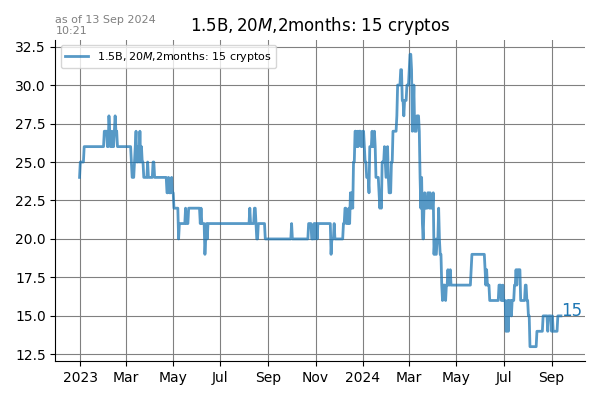 as of 13 Sep 2024
10:21
1.5B, 20M,2months: 15 cryptos
1.5B, 20M,2months: 15 cryptos
32.5
30.0
27.5
25.0
22.5
20.0
17.5
15.0
12.5
15
2023 Mar May Jul Sep Nov 2024 Mar May Jul Sep